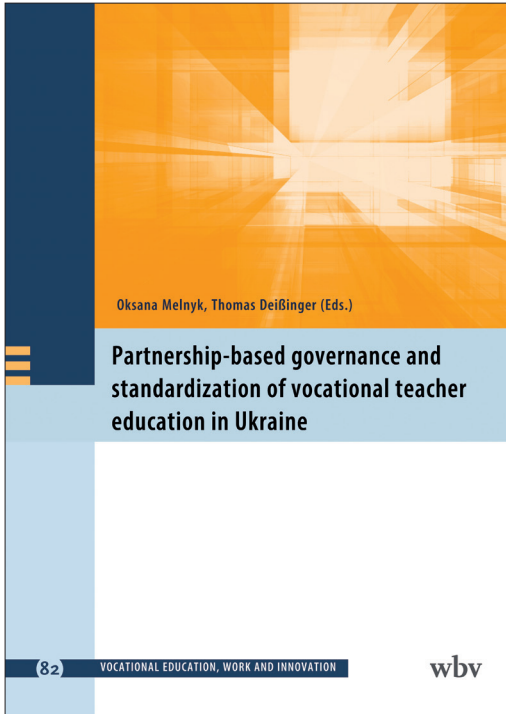 Oksana Melnyk, Thomas Deißinger (Eds.)
Partnership-based governance and
standardization of vocational teacher
education in Ukraine
(82) VOCATIONAL EDUCATION, WORK AND INNOVATION
wbv